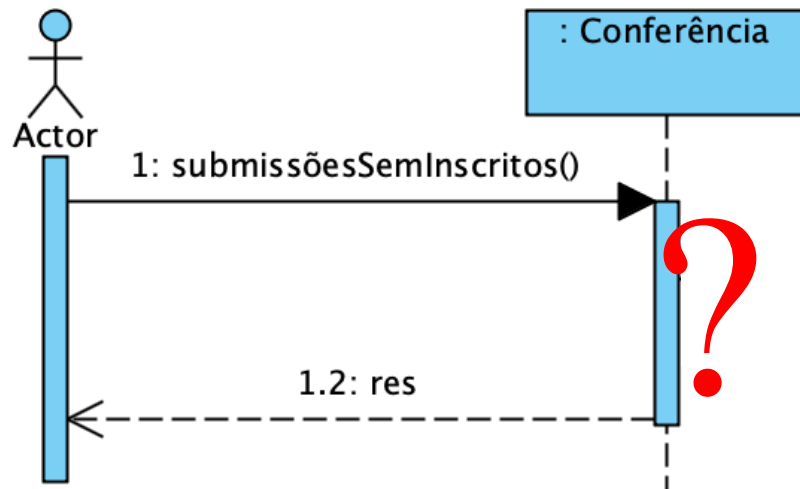 : Conferência
Actor
1: submissõesSemInscritos()
?
1.2: res